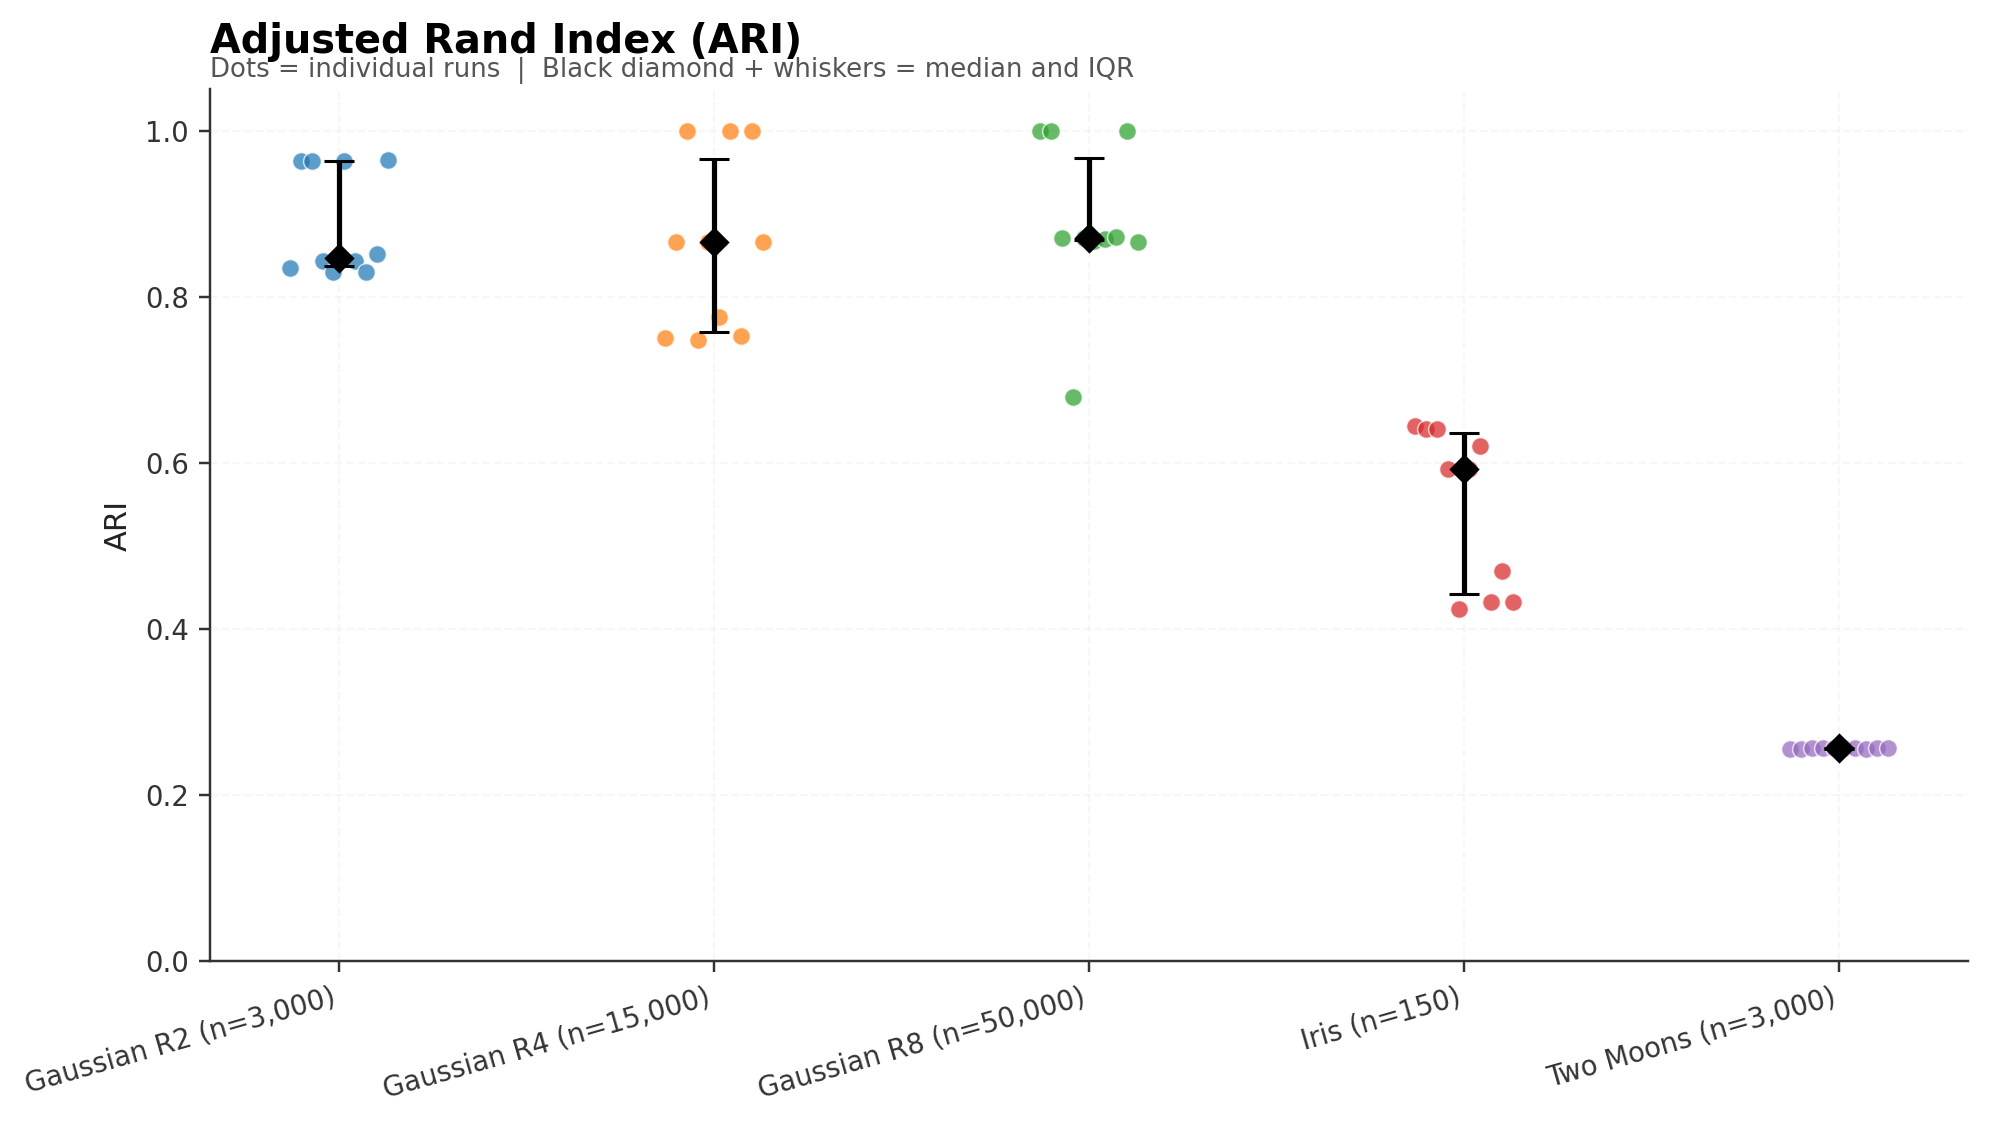 Adjusted Rand Index (ARI)
Dots = individual runs | Black diamond + whiskers = median and IQR
ARI
1.0
0.8
0.6
0.4
0.2
0.0
Gaussian R2 (n=3,000)
Gaussian R4 (n=15,000)
Gaussian R8 (n=50,000)
Iris (n=150)
Two Moons (n=3,000)